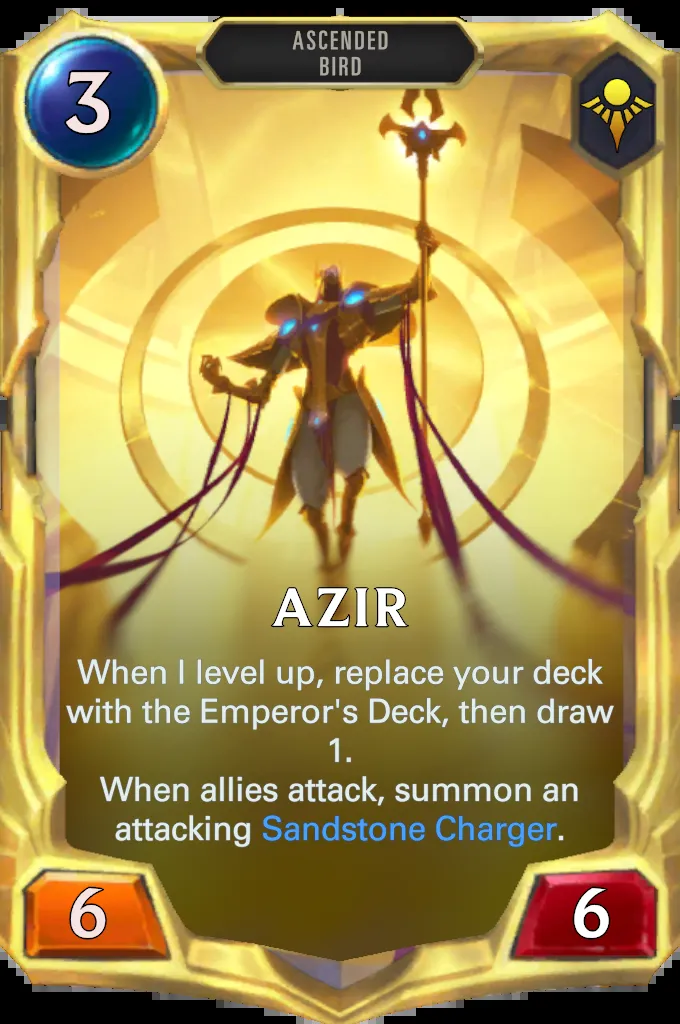 ASCENDED
BIRD
3
AZIR
When I level up, replace your deck
with the Emperor's Deck, then draw
1.
When allies attack, summon an
attacking Sandstone Charger.
6
6